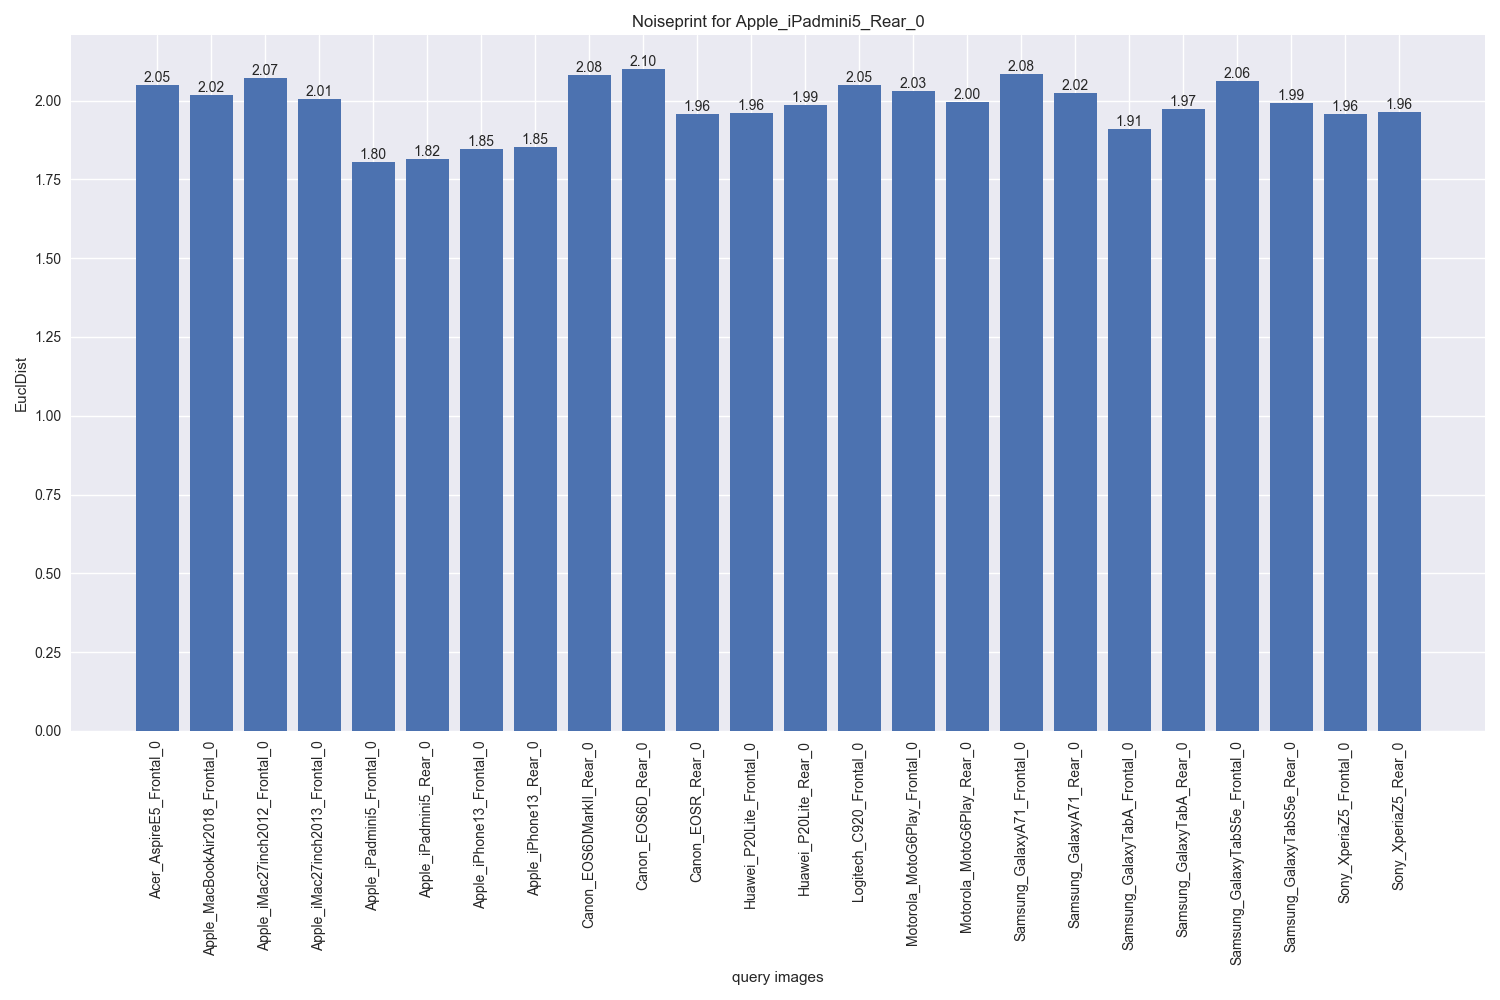 Noiseprint for Apple_iPadmini5_Rear_0
EuclDist
2.00
1.75
1.50
1.25
1.00
0.75
0.50
0.25
0.00
2.05
2.02
2.07
2.01
1.80
1.82
1.85
1.85
2.08
2.10
1.96
1.96
1.99
2.05
2.03
2.00
2.08
2.02
1.91
1.97
2.06
1.99
1.96
1.96
Acer_AspireE5_Frontal_0
Apple_MacBookAir2018_Frontal_0
Apple_iMac27inch2012_Frontal_0
Apple_iMac27inch2013_Frontal_0
Apple_iPadmini5_Frontal_0
Apple_iPadmini5_Rear_0
Apple_iPhone13_Frontal_0
Apple_iPhone13_Rear_0
Canon_EOS6DMarkII_Rear_0
Canon_EOS6D_Rear_0
Canon_EOSR_Rear_0
Huawei_P20Lite_Frontal_0
Huawei_P20Lite_Rear_0
Logitech_C920_Frontal_0
Motorola_MotoG6Play_Frontal_0
Motorola_MotoG6Play_Rear_0
Samsung_GalaxyA71_Frontal_0
Samsung_GalaxyA71_Rear_0
Samsung_GalaxyTabA_Frontal_0
Samsung_GalaxyTabA_Rear_0
Samsung_GalaxyTabS5e_Frontal_0
Samsung_GalaxyTabS5e_Rear_0
Sony_XperiaZ5_Frontal_0
Sony_XperiaZ5_Rear_0
query images